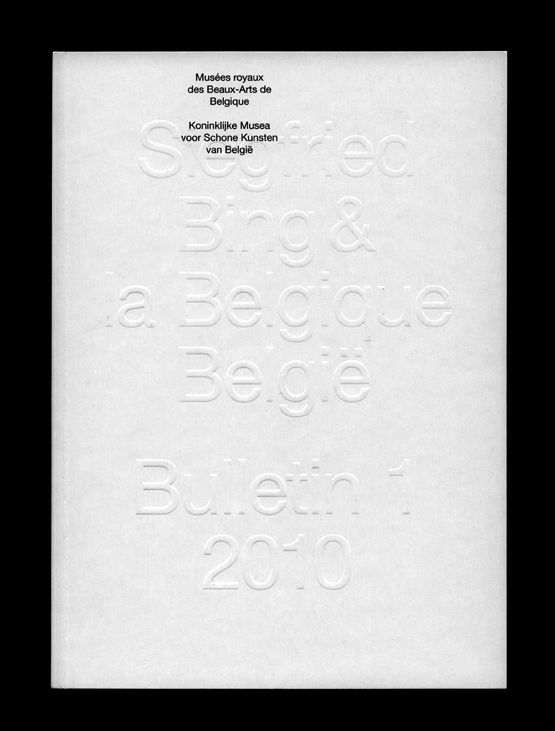 Musées royaux
des Beaux-Arts de
Belgique
Koninklijke Musea
voor Schone Kunsten
van België
Siegfried
Bing &
la Belgique
België
Bulletin 1
2010